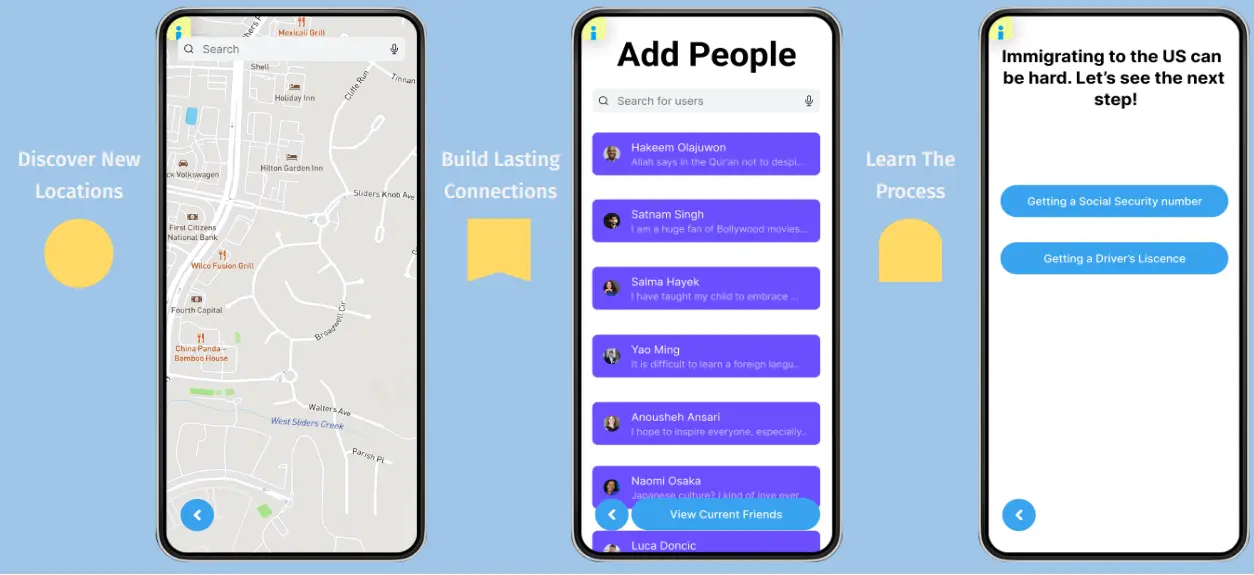 Discover New
Locations
Mexicali Grill
Search
Shell
Cliffe Run
Holiday Inn
Hilton Garden Inn
ck Volkswagen
Sliders Knob Ave
First Citizens
National Bank
Wilco Fusion Grill
Fourth Capital
Broadwell Cir
China Panda –
Bamboo House
Walters Ave
West Sliders Creek
Parish Pl
Build Lasting
Connections
Add People
Search for users
Hakeem Olajuwon
Allah says in the Qur'an not to despi...
Satnam Singh
I am a huge fan of Bollywood movies...
Salma Hayek
I have taught my child to embrace ...
Yao Ming
It is difficult to learn a foreign langu..
Anousheh Ansari
I hope to inspire everyone, especially..
Naomi Osaka
Japanese culture? I kind of love ever
View Current Friends
Luca Doncic
Learn The
Process
Immigrating to the US can
be hard. Let's see the next
step!
Getting a Social Security number
Getting a Driver's Liscence